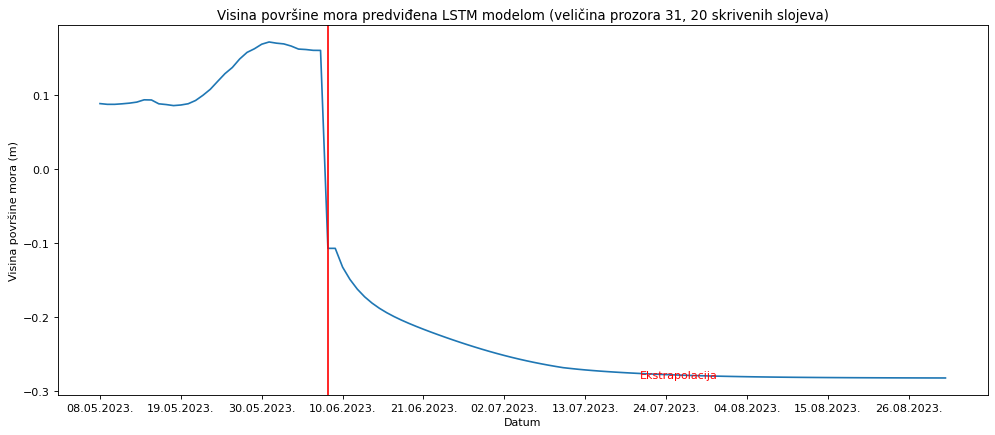 Visina površine mora predviđena LSTM modelom (veličina prozora 31, 20 skrivenih slojeva)
Visina površine mora (m)
0.1
0.0
−0.1
−0.2
−0.3
Ekstrapolacija
08.05.2023. 19.05.2023. 30.05.2023. 10.06.2023. 21.06.2023. 02.07.2023. 13.07.2023. 24.07.2023. 04.08.2023. 15.08.2023. 26.08.2023.
Datum